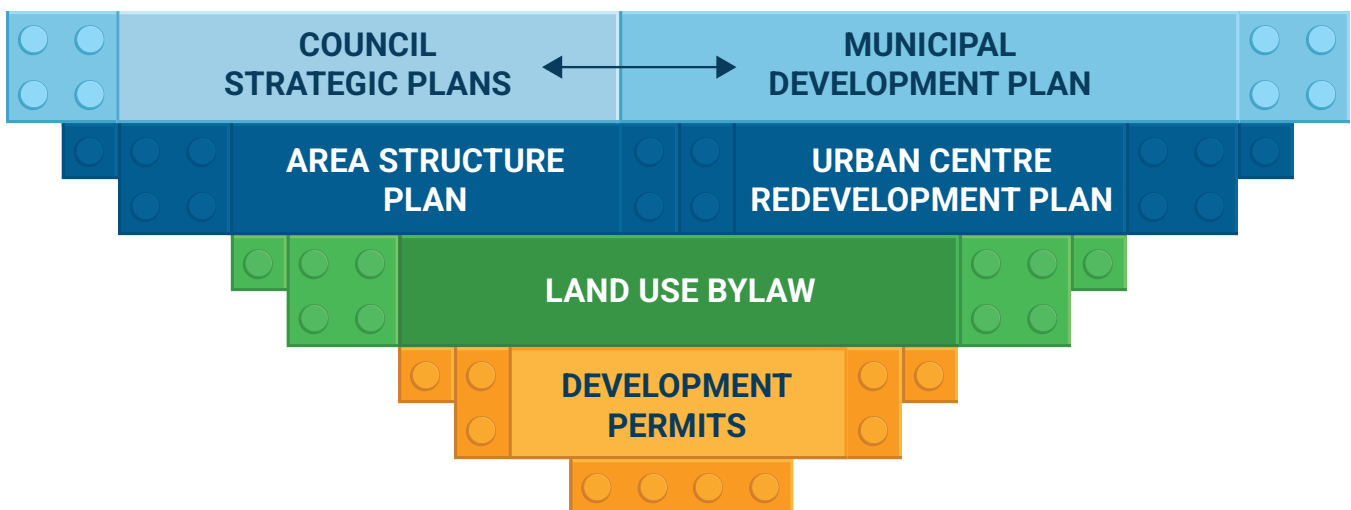 COUNCIL
STRATEGIC PLANS
MUNICIPAL
DEVELOPMENT PLAN
AREA STRUCTURE
PLAN
URBAN CENTRE
REDEVELOPMENT PLAN
LAND USE BYLAW
DEVELOPMENT
PERMITS